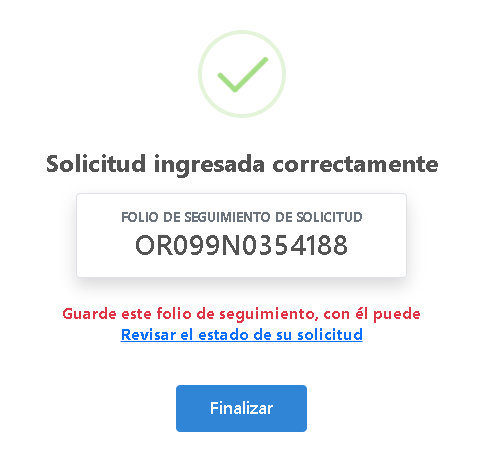 Solicitud ingresada correctamente
FOLIO DE SEGUIMIENTO DE SOLICITUD
OR099N0354188
Guarde este folio de seguimiento, con él puede
Revisar el estado de su solicitud
Finalizar